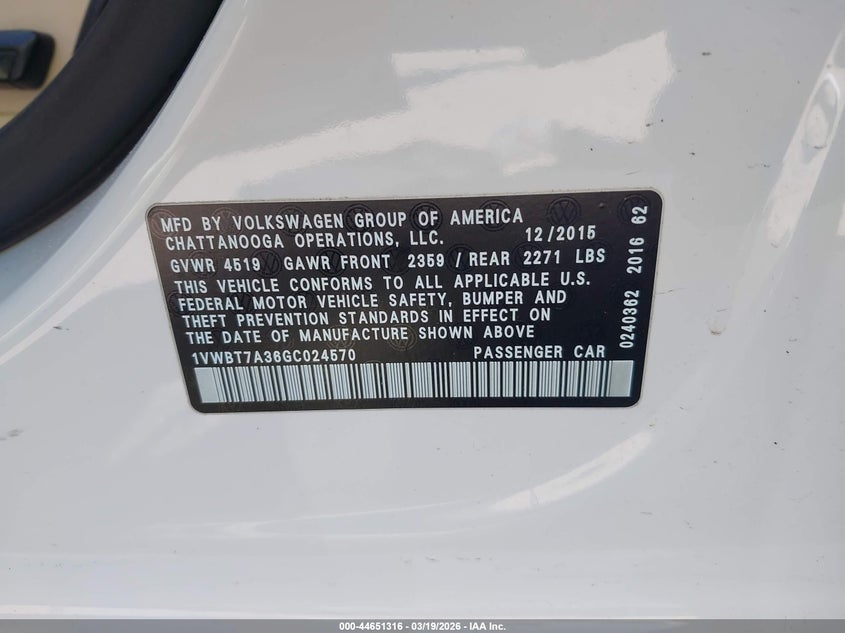 MFD BY VOLKSWAGEN GROUP OF AMERICA
CHATTANOOGA OPERATIONS, LLC. 12/2015
GVWR 4519 GAWR FRONT 2359 / REAR 2271 LBS
THIS VEHICLE CONFORMS TO ALL APPLICABLE U.S.
FEDERAL MOTOR VEHICLE SAFETY, BUMPER AND
THEFT PREVENTION STANDARDS IN EFFECT ON
THE DATE OF MANUFACTURE SHOWN ABOVE
1VWBT7A36GC024570 PASSENGER CAR
0240362 2016 62
000-44651316 - 03/19/2026 - IAA Inc.